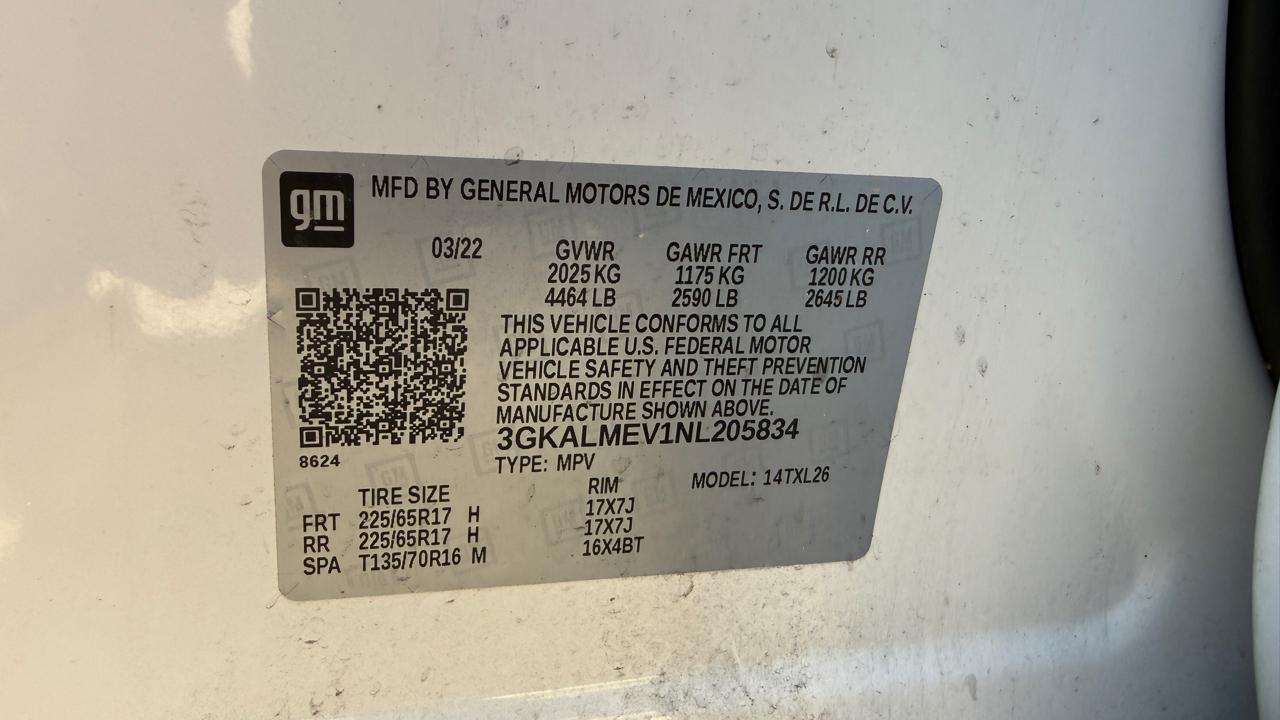 gm
MFD BY GENERAL MOTORS DE MEXICO, S. DE R.L. DE C.V.
03/22 GVWR GAWR FRT GAWR RR
2025 KG 1175 KG 1200 KG
4464 LB 2590 LB 2645 LB
THIS VEHICLE CONFORMS TO ALL
APPLICABLE U.S. FEDERAL MOTOR
VEHICLE SAFETY AND THEFT PREVENTION
STANDARDS IN EFFECT ON THE DATE OF
MANUFACTURE SHOWN ABOVE.
3GKALMEV1NL205834
8624
TYPE: MPV MODEL: 14TXL26
TIRE SIZE RIM
FRT 225/65R17 H 17X7J
RR 225/65R17 H 17X7J
SPA T135/70R16 M 16X4BT